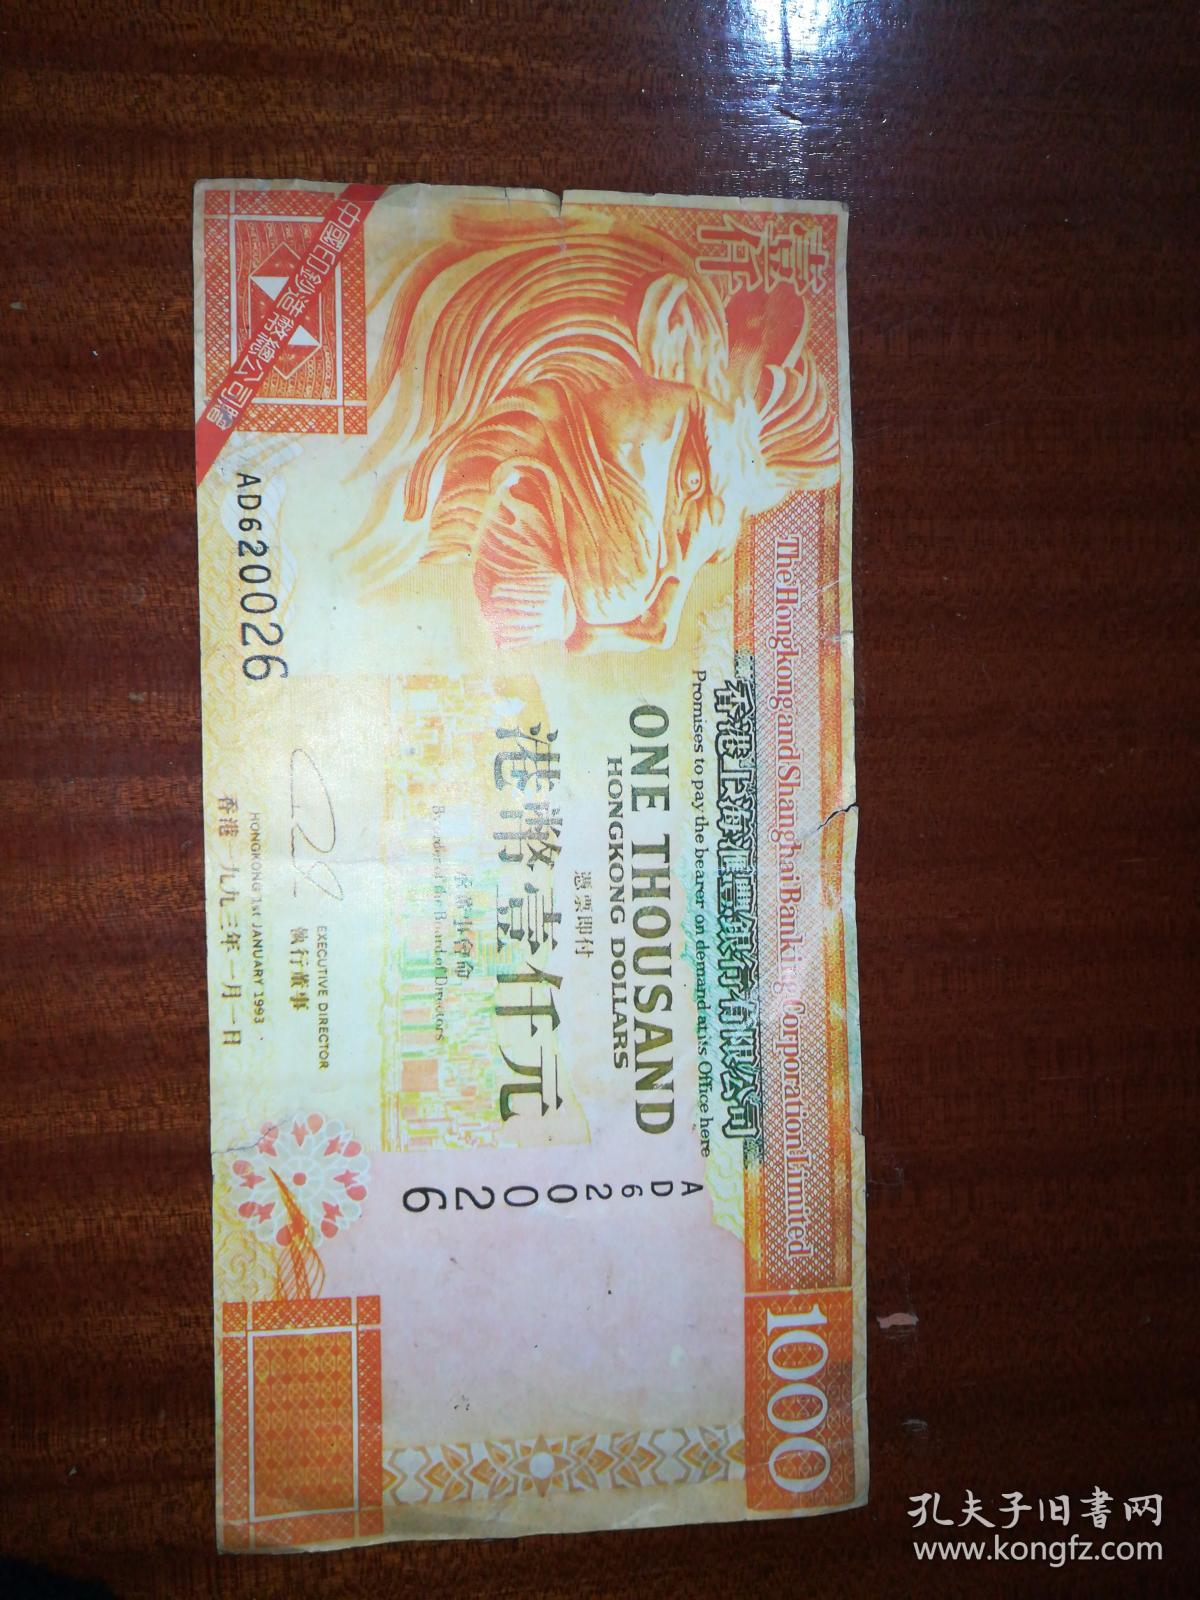 中國印鈔造幣總公司贈
壹仟
The Hongkong and Shanghai Banking Corporation Limited
1000
香港上海滙豐銀行有限公司
Promises to pay the bearer on demand at its Office here
AD620026
ONE THOUSAND
HONGKONG DOLLARS
憑票即付
港幣壹仟元
By order of the Board of Directors
EXECUTIVE DIRECTOR
執行董事
AD620026
HONGKONG 1st JANUARY 1993
香港一九九三年一月一日
孔夫子旧書网
www.kongfz.com